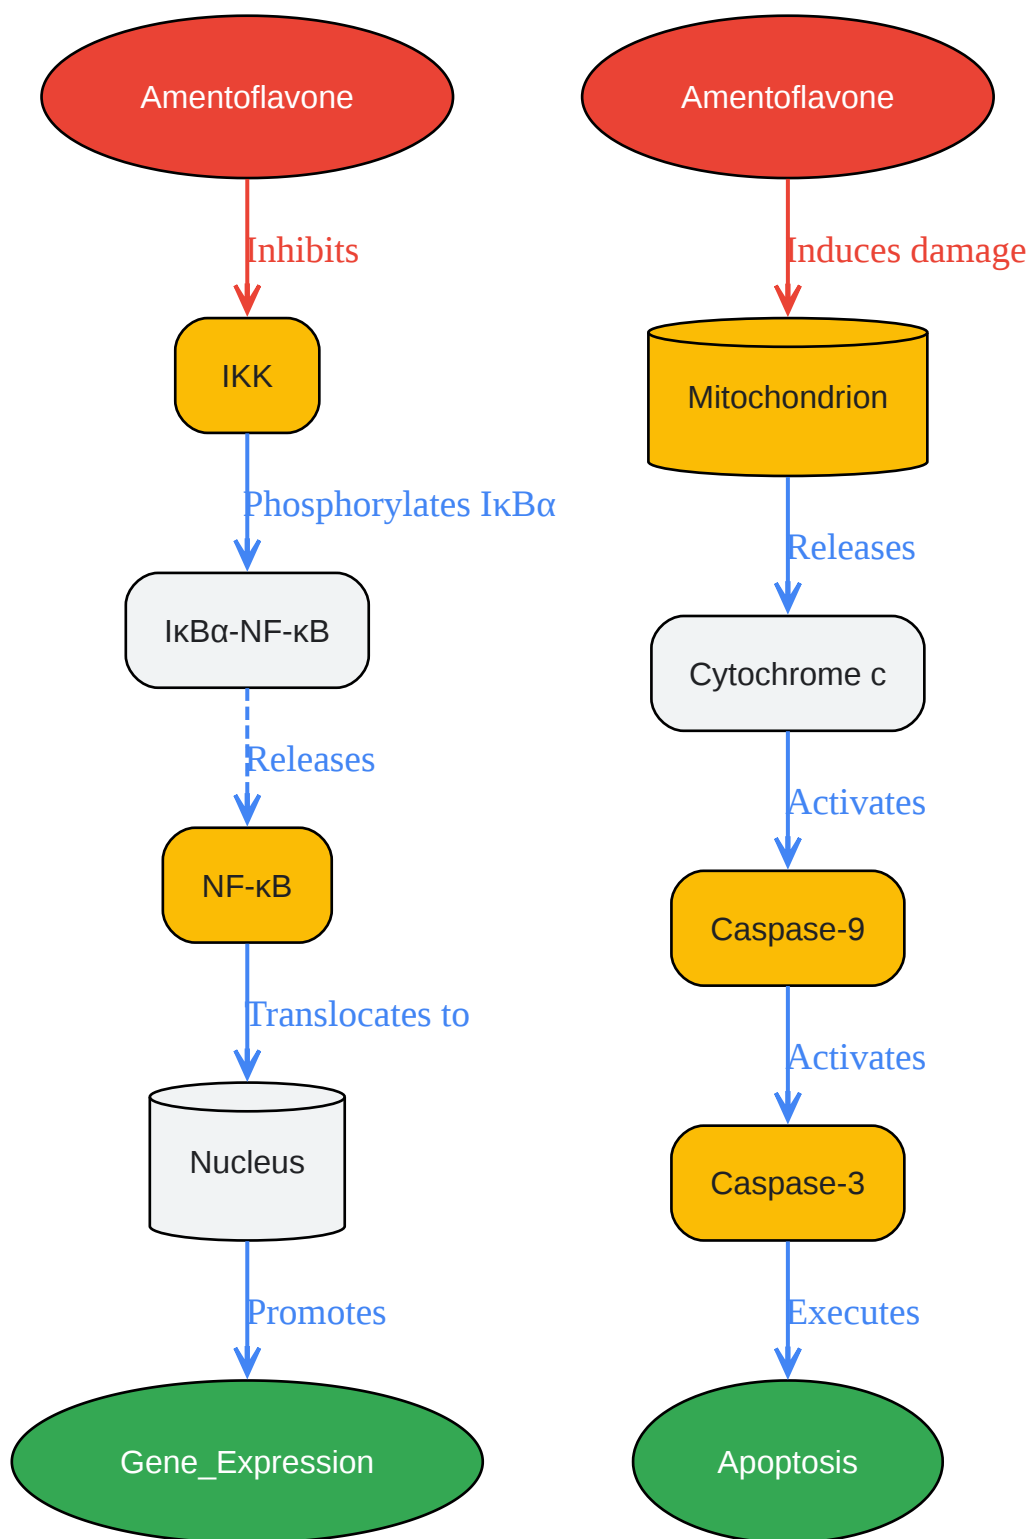 Amentoflavone
Inhibits
IKK
Phosphorylates IκBα
IκBα-NF-κB
Releases
NF-κB
Translocates to
Nucleus
Promotes
Gene_Expression
Amentoflavone
Induces damage
Mitochondrion
Releases
Cytochrome c
Activates
Caspase-9
Activates
Caspase-3
Executes
Apoptosis